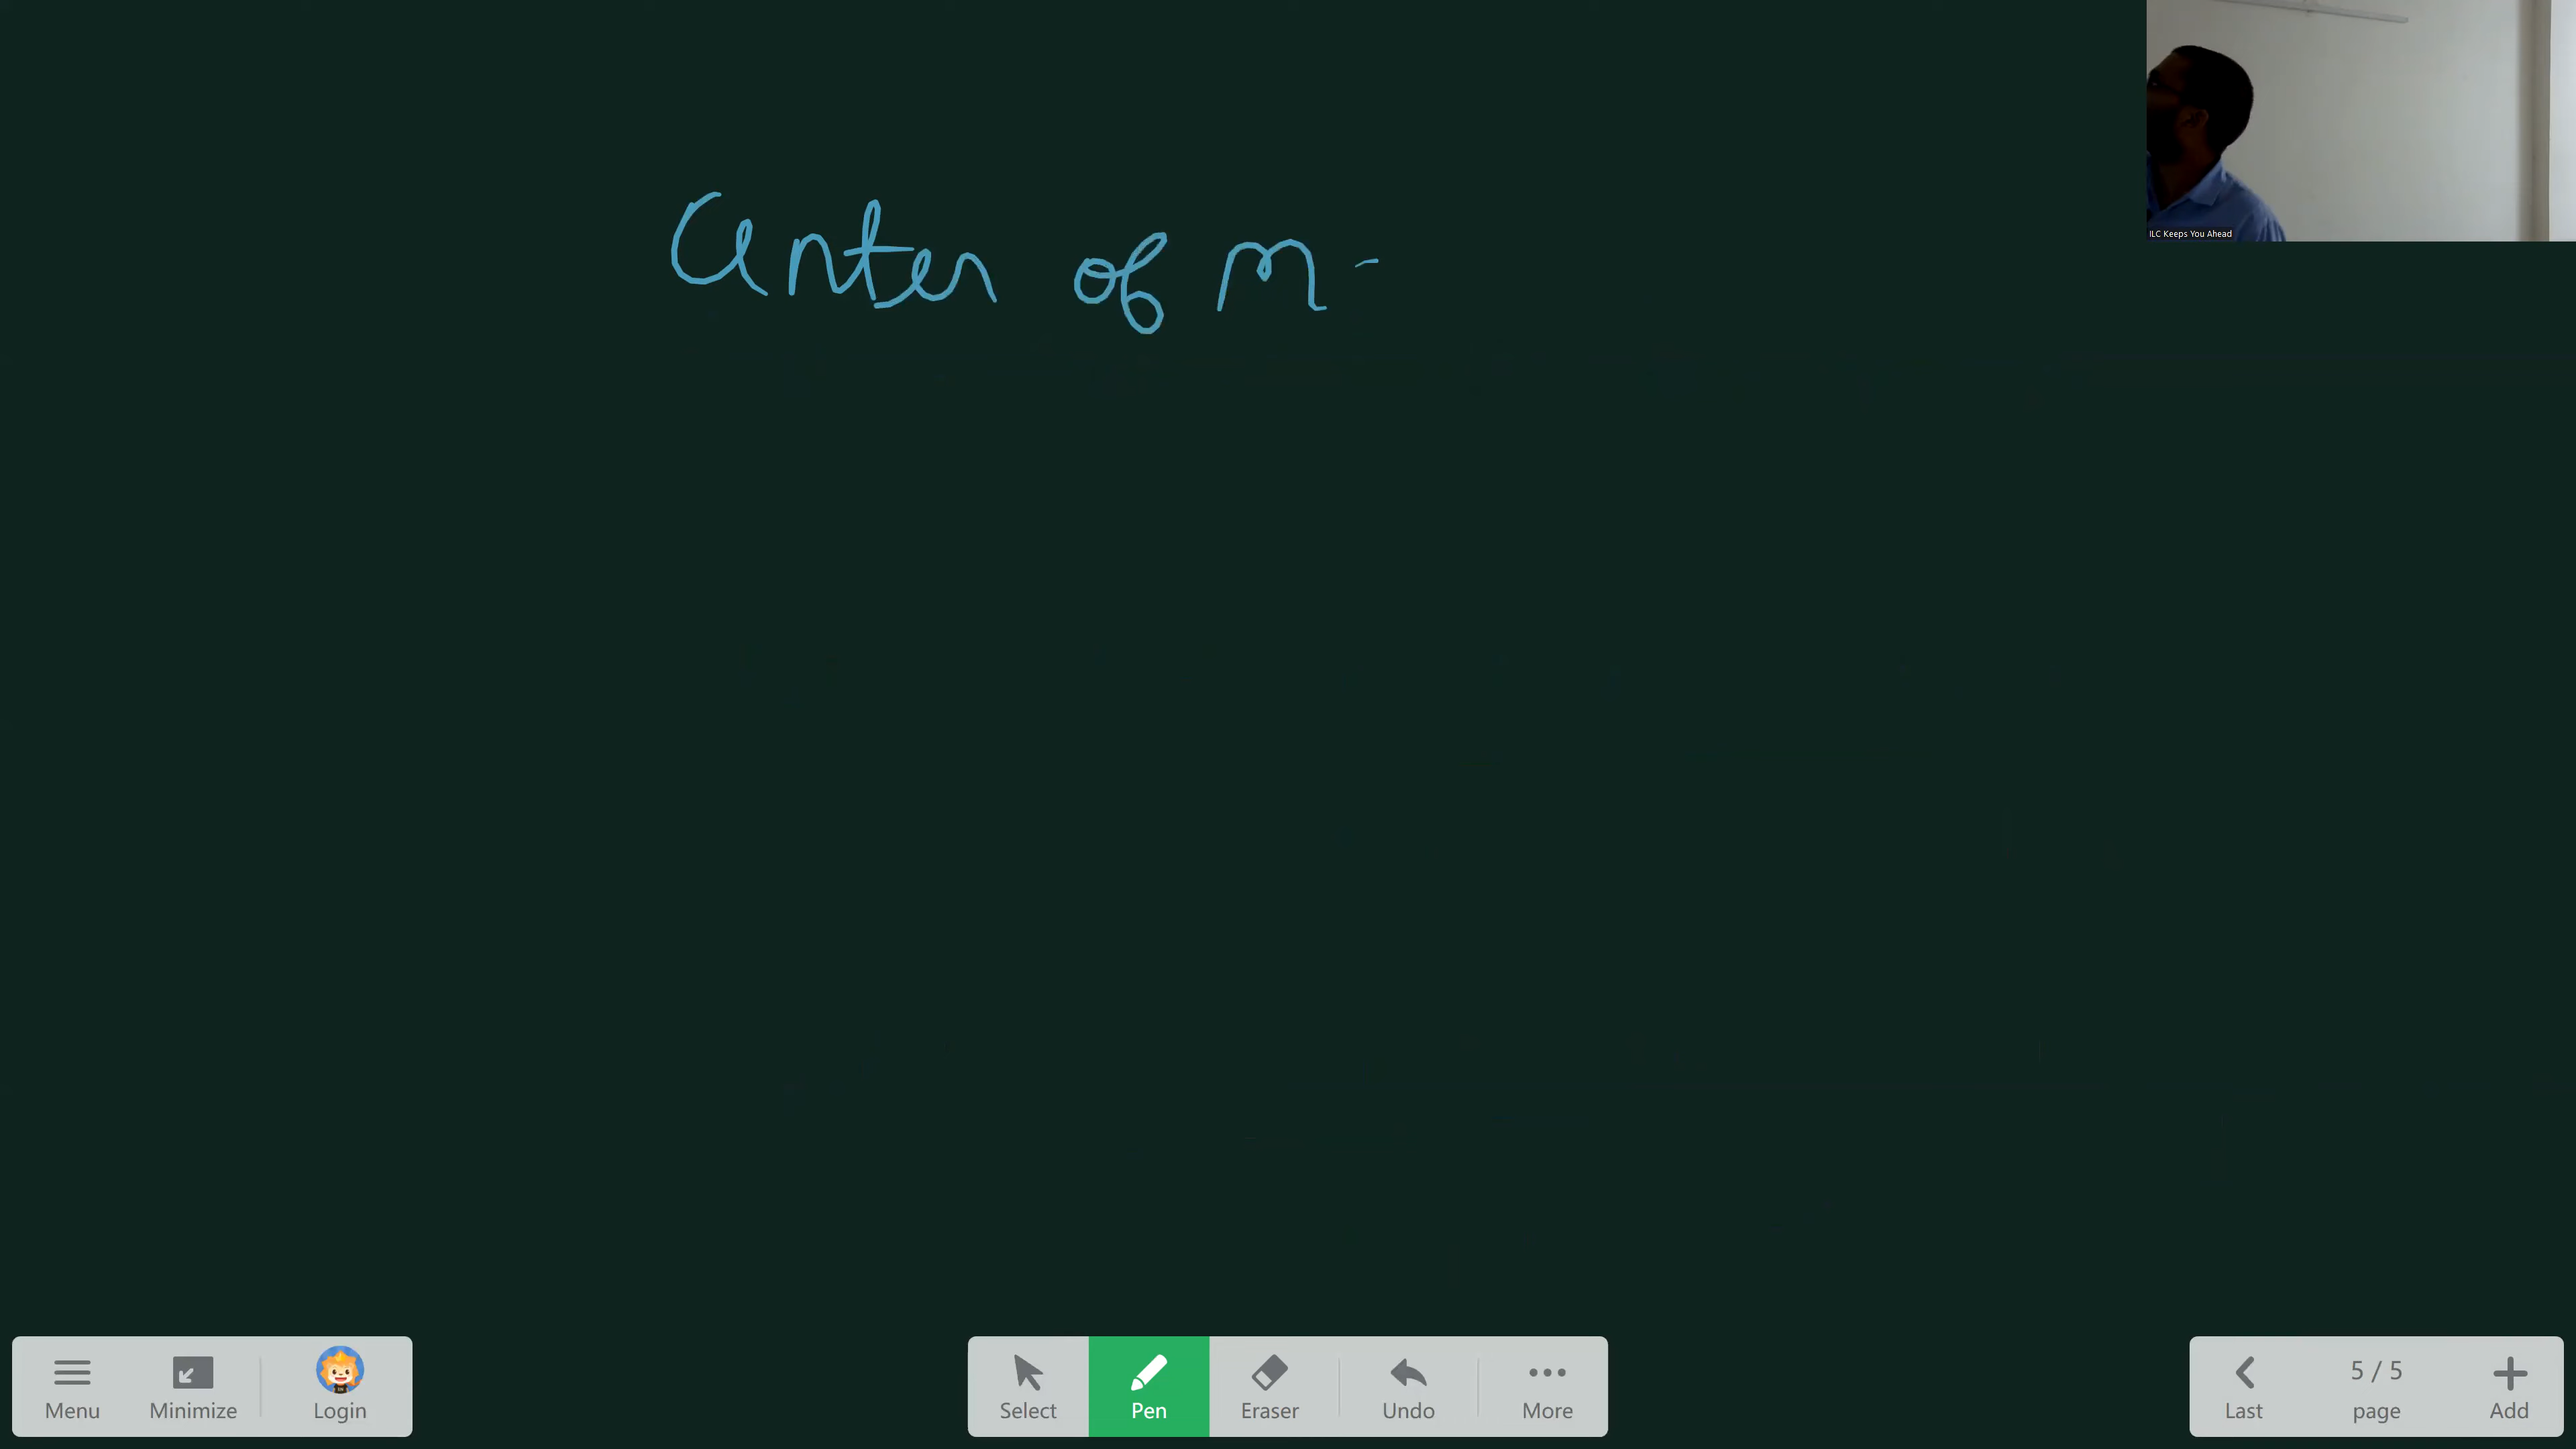 Center of m
ILC Keeps You Ahead
Menu
Minimize
Login
Select
Pen
Eraser
Undo
More
Last
5 / 5
page
Add